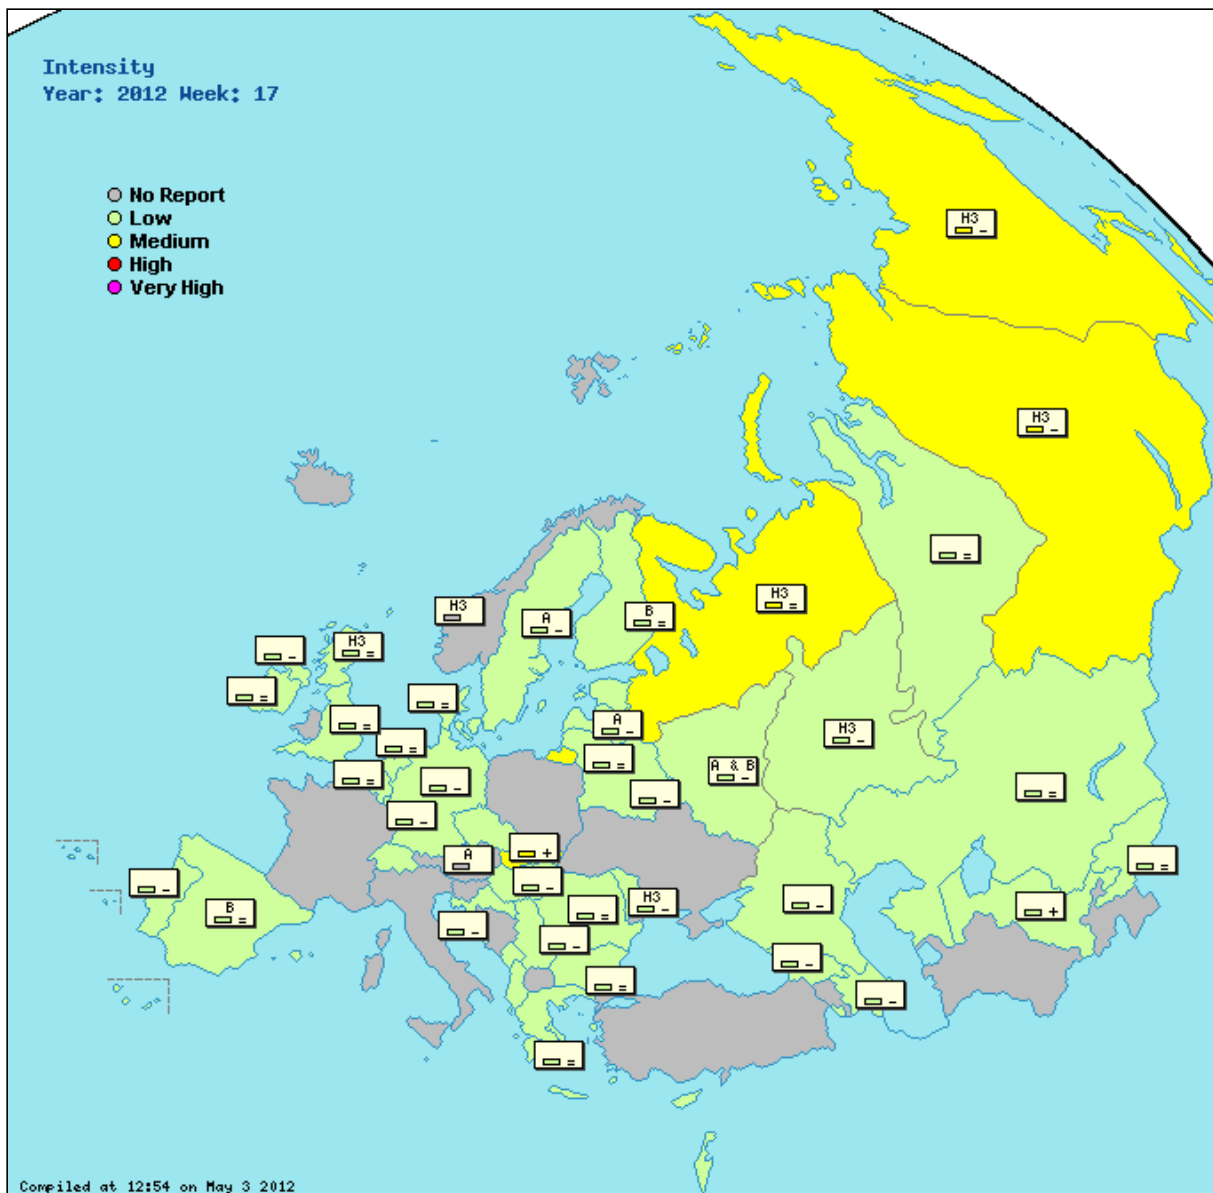 Intensity
Year: 2012 Week: 17
No Report
Low
Medium
High
Very High
H3
-
H3
-
=
H3
=
H3
A
-
B
=
-
H3
=
=
=
A
-
=
=
=
H3
-
=
-
A & B
-
=
-
-
+
A
=
-
-
B
=
=
H3
-
-
+
-
-
-
=
-
=
Compiled at 12:54 on May 3 2012